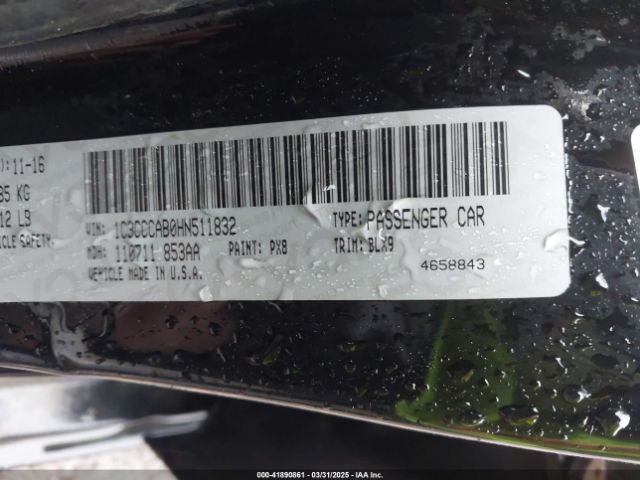 ): 11-16
85 KG
12 LB
ICLE SAFETY,
VIN: 1C3CCCAB0HN511832
TYPE: PASSENGER CAR
MDH: 110711 853AA
PAINT: PX8
TRIM: BLX9
VEHICLE MADE IN U.S.A.
4658843
000-41890861 | 03/31/2025 - IAA Inc.